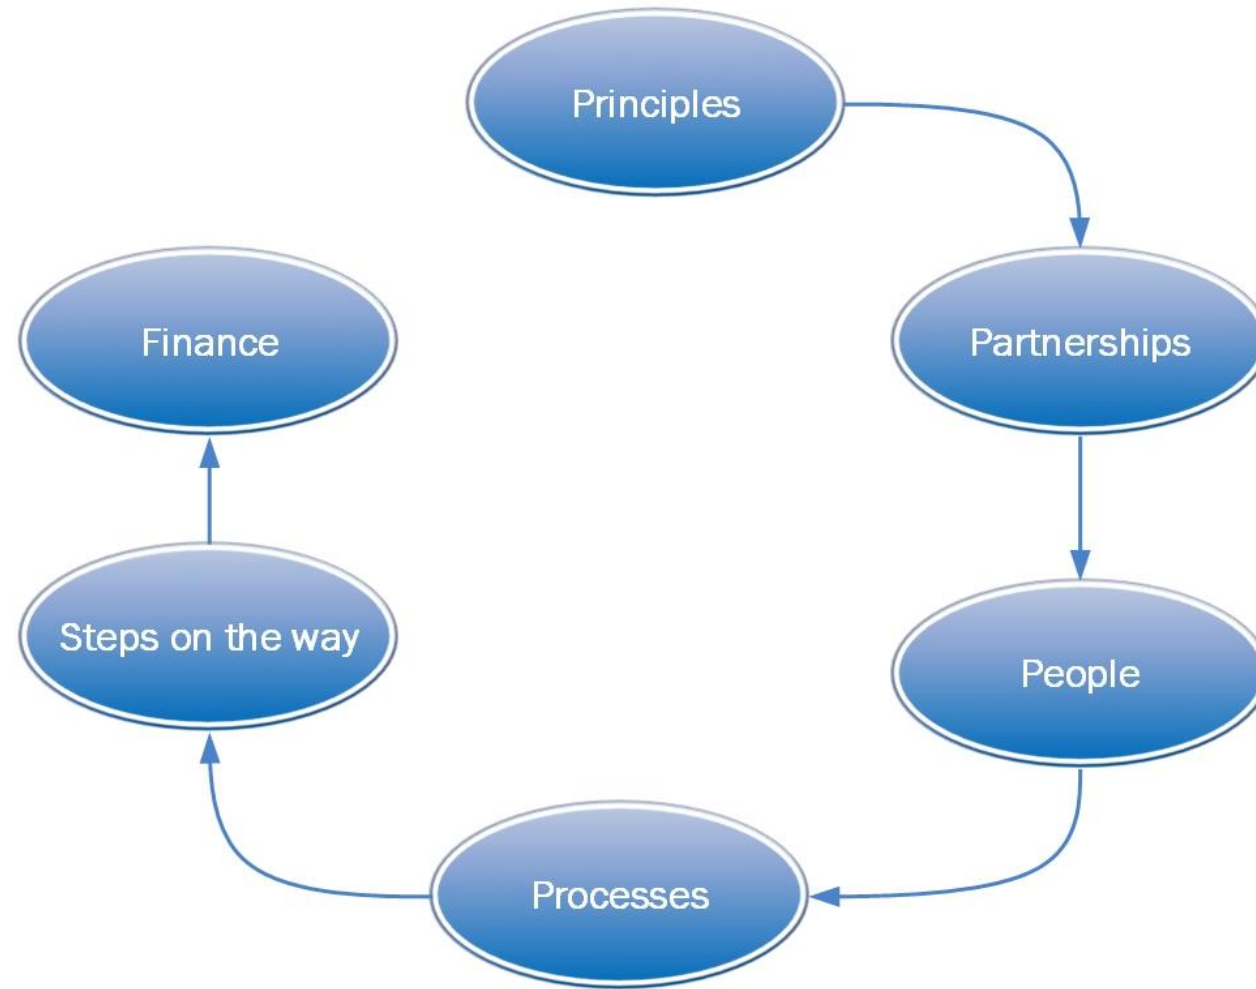 Principles
Partnerships
People
Processes
Steps on the way
Finance